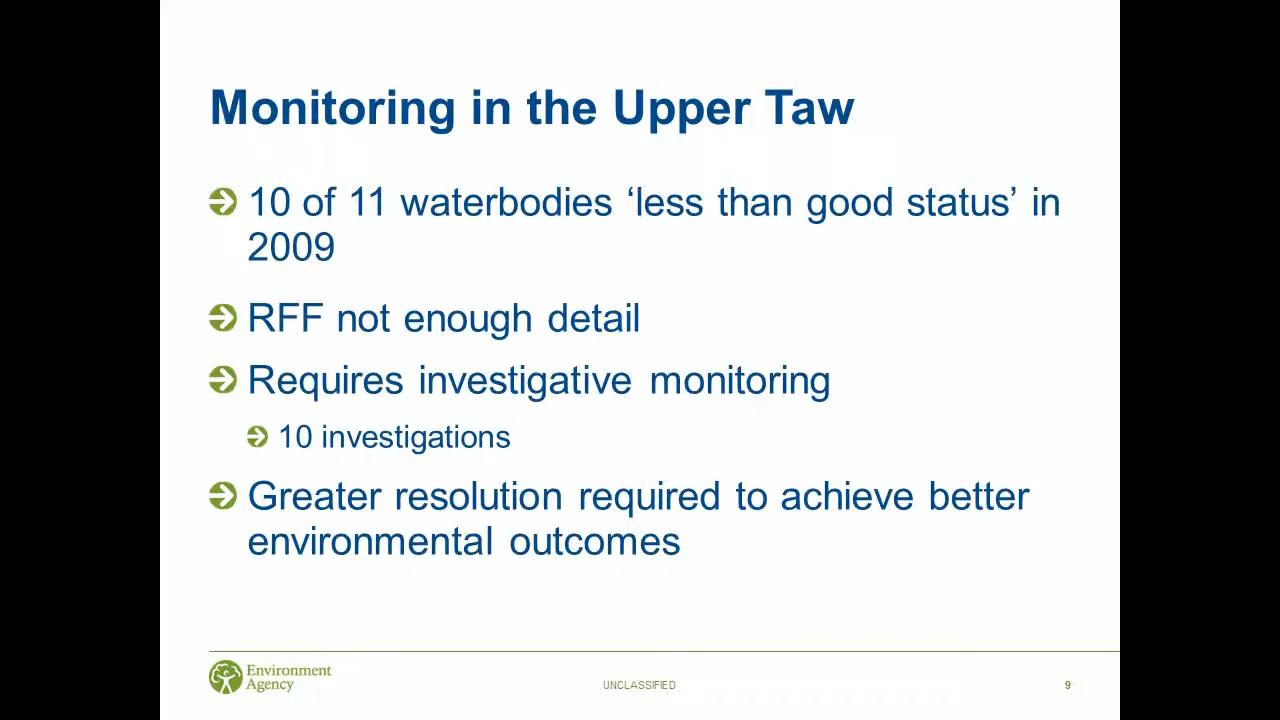 Monitoring in the Upper Taw
10 of 11 waterbodies ‘less than good status’ in
2009
RFF not enough detail
Requires investigative monitoring
10 investigations
Greater resolution required to achieve better
environmental outcomes
Environment
Agency
UNCLASSIFIED
9